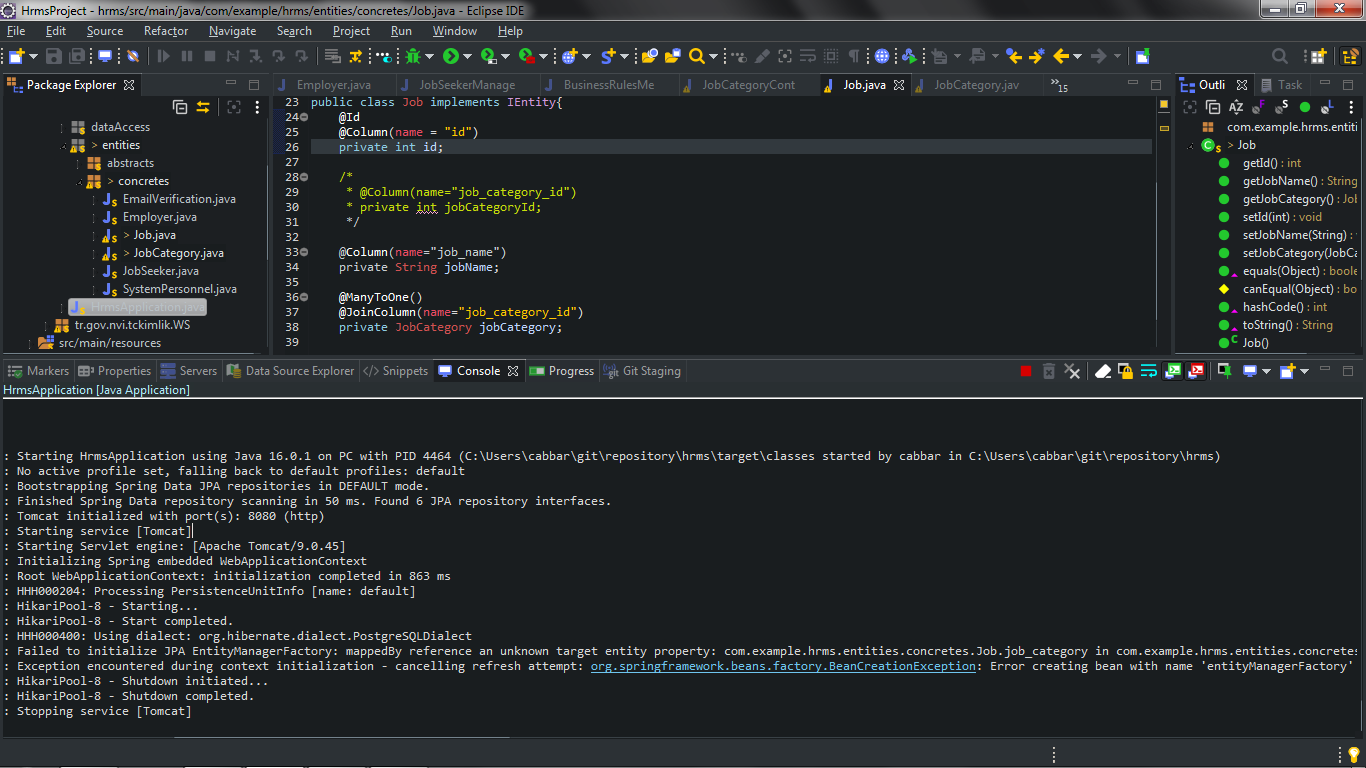 HrmsProject - hrms/src/main/java/com/example/hrms/entities/concretes/Job.java - Eclipse IDE
File Edit Source Refactor Navigate Search Project Run Window Help
Package Explorer
dataAccess
> entities
abstracts
> concretes
EmailVerification.java
Employer.java
> Job.java
> JobCategory.java
JobSeeker.java
SystemPersonnel.java
HrmsApplication.java
tr.gov.nvi.tckimlik.WS
src/main/resources
Employer.java JobSeekerManage BusinessRulesMe JobCategoryCont Job.java JobCategory.jav »15
23 public class Job implements IEntity{
24 @Id
25 @Column(name = "id")
26 private int id;
27
28 /*
29 * @Column(name="job_category_id")
30 * private int jobCategoryId;
31 */
32
33 @Column(name="job_name")
34 private String jobName;
35
36 @ManyToOne()
37 @JoinColumn(name="job_category_id")
38 private JobCategory jobCategory;
39
Outli Task
com.example.hrms.entities
> Job
getId() : int
getJobName() : String
getJobCategory() : Jol
setId(int) : void
setJobName(String) :
setJobCategory(JobCa
equals(Object) : boole
canEqual(Object) : bo
hashCode() : int
toString() : String
Job()
Markers Properties Servers Data Source Explorer Snippets Console Progress Git Staging
HrmsApplication [Java Application]
: Starting HrmsApplication using Java 16.0.1 on PC with PID 4464 (C:\Users\cabbar\git\repository\hrms\target\classes started by cabbar in C:\Users\cabbar\git\repository\hrms)
: No active profile set, falling back to default profiles: default
: Bootstrapping Spring Data JPA repositories in DEFAULT mode.
: Finished Spring Data repository scanning in 50 ms. Found 6 JPA repository interfaces.
: Tomcat initialized with port(s): 8080 (http)
: Starting service [Tomcat]
: Starting Servlet engine: [Apache Tomcat/9.0.45]
: Initializing Spring embedded WebApplicationContext
: Root WebApplicationContext: initialization completed in 863 ms
: HHH000204: Processing PersistenceUnitInfo [name: default]
: HikariPool-8 - Starting...
: HikariPool-8 - Start completed.
: HHH000400: Using dialect: org.hibernate.dialect.PostgreSQLDialect
: Failed to initialize JPA EntityManagerFactory: mappedBy reference an unknown target entity property: com.example.hrms.entities.concretes.Job.job_category in com.example.hrms.entities.concretes
: Exception encountered during context initialization - cancelling refresh attempt: org.springframework.beans.factory.BeanCreationException: Error creating bean with name 'entityManagerFactory'
: HikariPool-8 - Shutdown initiated...
: HikariPool-8 - Shutdown completed.
: Stopping service [Tomcat]